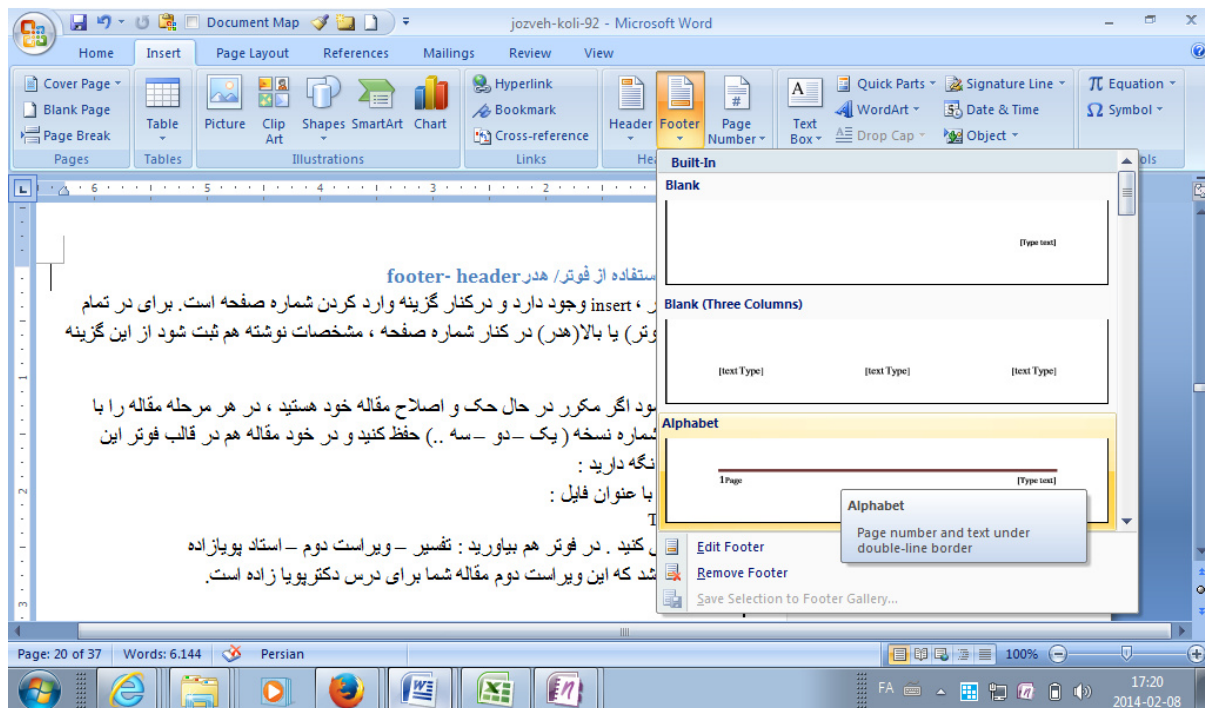 Document Map
jozveh-koli-92 - Microsoft Word
Home Insert Page Layout References Mailings Review View
Cover Page
Blank Page
Page Break
Pages
Table
Tables
Picture
Clip Art
Shapes
SmartArt
Chart
Illustrations
Hyperlink
Bookmark
Cross-reference
Links
Header
Footer
Page Number
Text Box
Quick Parts
WordArt
Drop Cap
Signature Line
Date & Time
Object
Equation
Symbol
L
6 5 4 3 2
ستفاده از فوتر/ هدر footer- header
ر ، insert وجود دارد و درکنار گزینه وارد کردن شماره صفحه است. برای در تمام
وتر) یا بالا(هدر) در کنار شماره صفحه ، مشخصات نوشته هم ثبت شود از این گزینه
ود اگر مکرر در حال حک و اصلاح مقاله خود هستید ، در هر مرحله مقاله را با
شماره نسخه ( یک – دو – سه ..) حفظ کنید و در خود مقاله هم در قالب فوتر این
نگه دارید :
با عنوان فایل :
کنید . در فوتر هم بیاورید : تفسیر – ویراست دوم – استاد پویازاده
شد که این ویراست دوم مقاله شما برای درس دکترپویا زاده است.
Built-In
Blank
[Type text]
Blank (Three Columns)
[text Type] [text Type] [text Type]
Alphabet
1 Page [Type text]
Alphabet
Page number and text under
double-line border
Edit Footer
Remove Footer
Save Selection to Footer Gallery...
Page: 20 of 37 Words: 6.144 Persian 100%
FA
17:20
2014-02-08